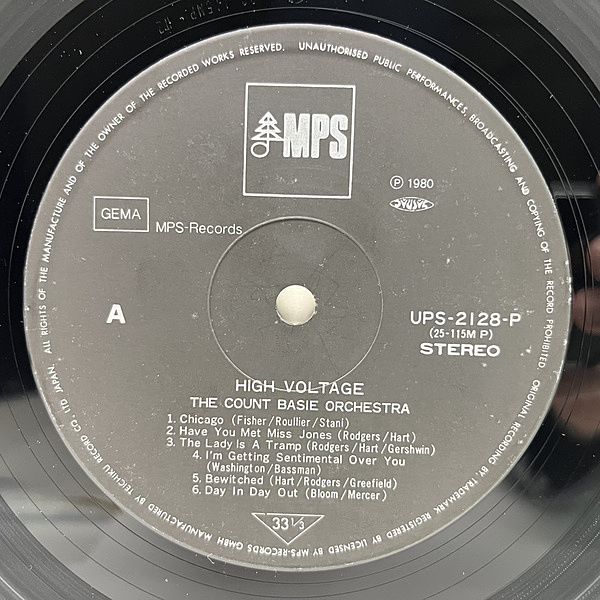 ALL RIGHTS OF THE MANUFACTURE AND OF THE OWNER OF THE RECORDED WORKS RESERVED. UNAUTHORISED PUBLIC PERFORMANCES, BROADCASTING AND COPYING OF THE RECORD PROHIBITED.
MPS
Ⓟ 1980
GEMA
MPS-Records
JASRAC
A
UPS-2128-P
(25-115M P)
STEREO
HIGH VOLTAGE
THE COUNT BASIE ORCHESTRA
1. Chicago (Fisher/Roullier/Stani)
2. Have You Met Miss Jones (Rodgers/Hart)
3. The Lady Is A Tramp (Rodgers/Hart/Gershwin)
4. I'm Getting Sentimental Over You
(Washington/Bassman)
5. Bewitched (Hart/Rodgers/Greefield)
6. Day In Day Out (Bloom/Mercer)
33 1/3
ORIGINAL RECORDING BY TRADEMARK REGISTERED BY LICENSED BY MPS-RECORDS GMBH MANUFACTURED BY TEICHIKU RECORD CO., LTD JAPAN.